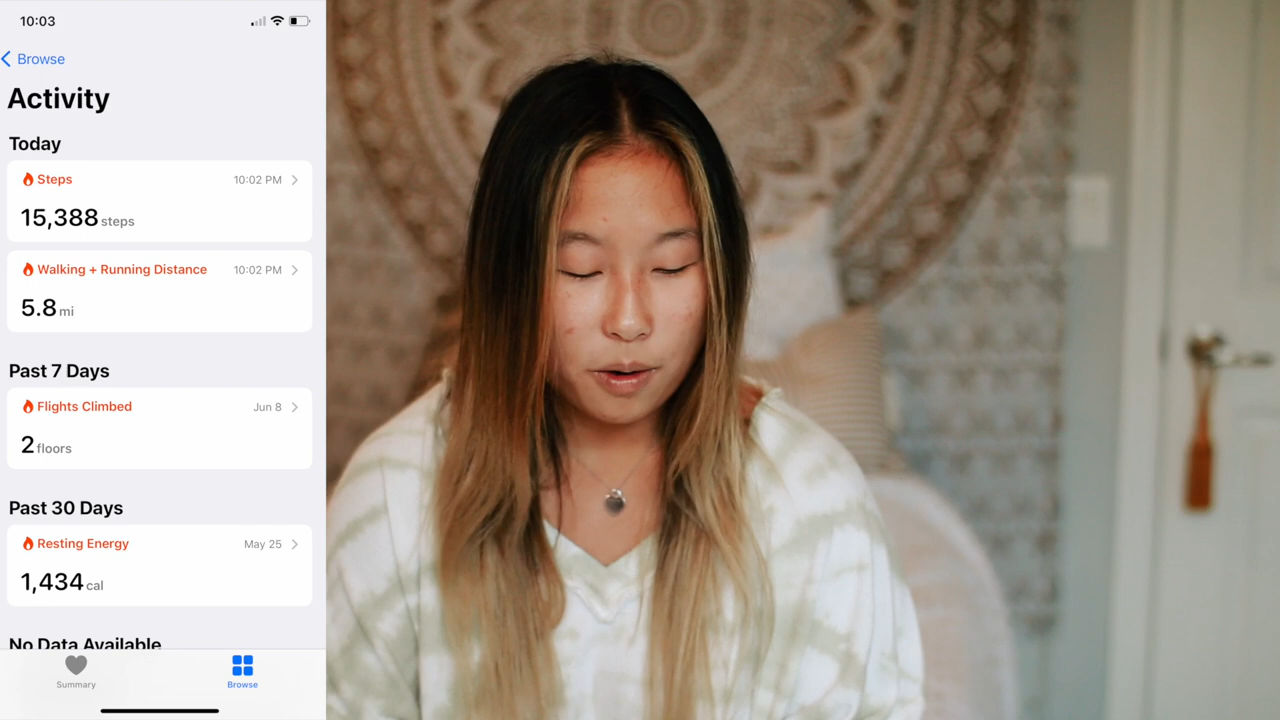 10:03
Browse
Activity
Today
Steps 10:02 PM
15,388 steps
Walking + Running Distance 10:02 PM
5.8 mi
Past 7 Days
Flights Climbed Jun 8
2 floors
Past 30 Days
Resting Energy May 25
1,434 cal
No Data Available
Summary Browse